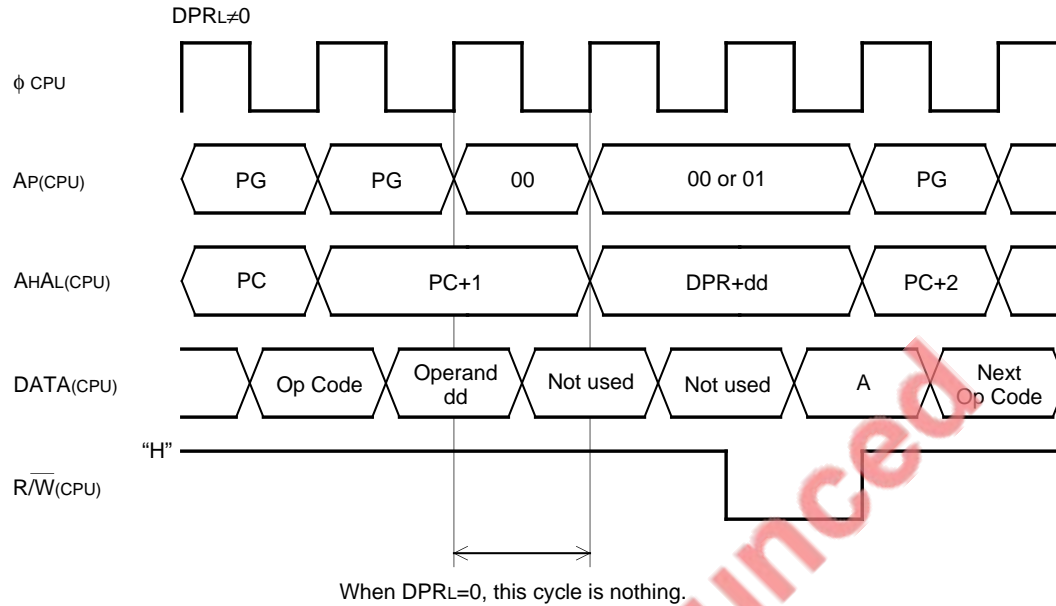 DPRL≠0
φ CPU
AP(CPU)
PG
PG
00
00 or 01
PG
AHAL(CPU)
PC
PC+1
DPR+dd
PC+2
DATA(CPU)
Op Code
Operand
dd
Not used
Not used
A
Next
Op Code
“H”
R/W̅(CPU)
When DPRL=0, this cycle is nothing.